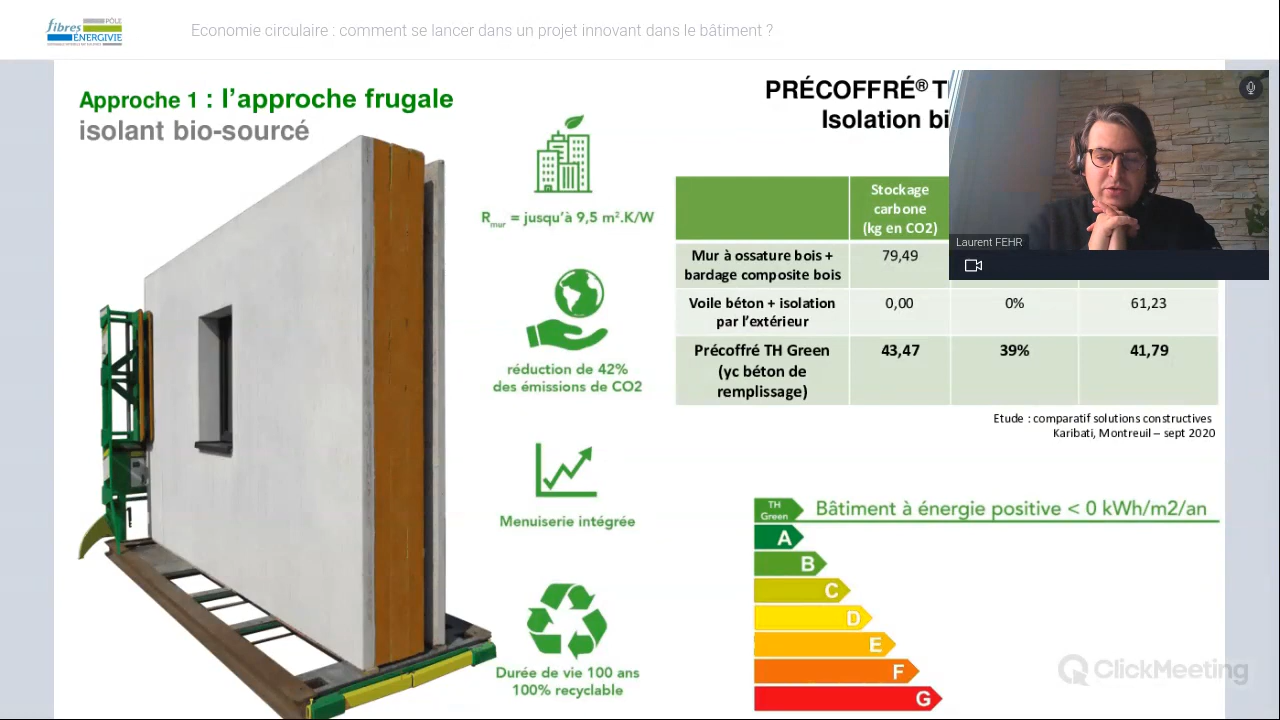 fibres
PÔLE
ÉNERGIVIE
Economie circulaire : comment se lancer dans un projet innovant dans le bâtiment ?
Approche 1 : l'approche frugale
isolant bio-sourcé
PRÉCOFFRÉ®
Isolation
Rmur = jusqu'à 9,5 m².K/W
réduction de 42%
des émissions de CO2
Menuiserie intégrée
Durée de vie 100 ans
100% recyclable
Stockage
carbone
(kg en CO2)
Mur à ossature bois +
bardage composite bois
79,49
Voile béton + isolation
par l'extérieur
0,00
0%
61,23
Précoffré TH Green
(yc béton de
remplissage)
43,47
39%
41,79
Laurent FEHR
Etude : comparatif solutions constructives
Karibati, Montreuil – sept 2020
TH
Green
Bâtiment à énergie positive < 0 kWh/m2/an
A
B
C
D
E
F
G
ClickMeeting